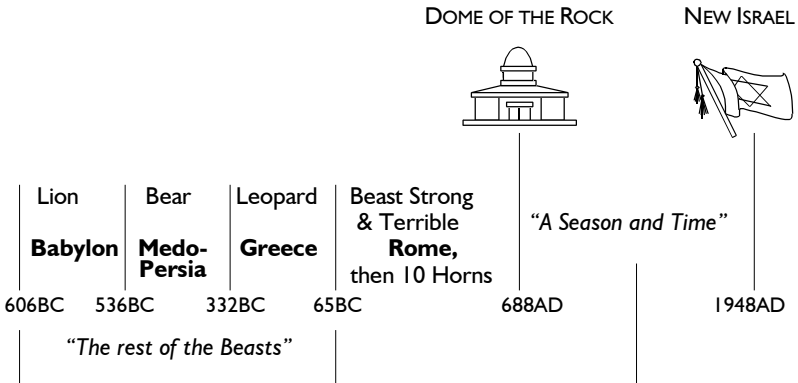 DOME OF THE ROCK
NEW ISRAEL
Lion
Bear
Leopard
Beast Strong
& Terrible
Babylon
Medo-
Persia
Greece
Rome,
then 10 Horns
“A Season and Time”
606BC
536BC
332BC
65BC
688AD
1948AD
“The rest of the Beasts”